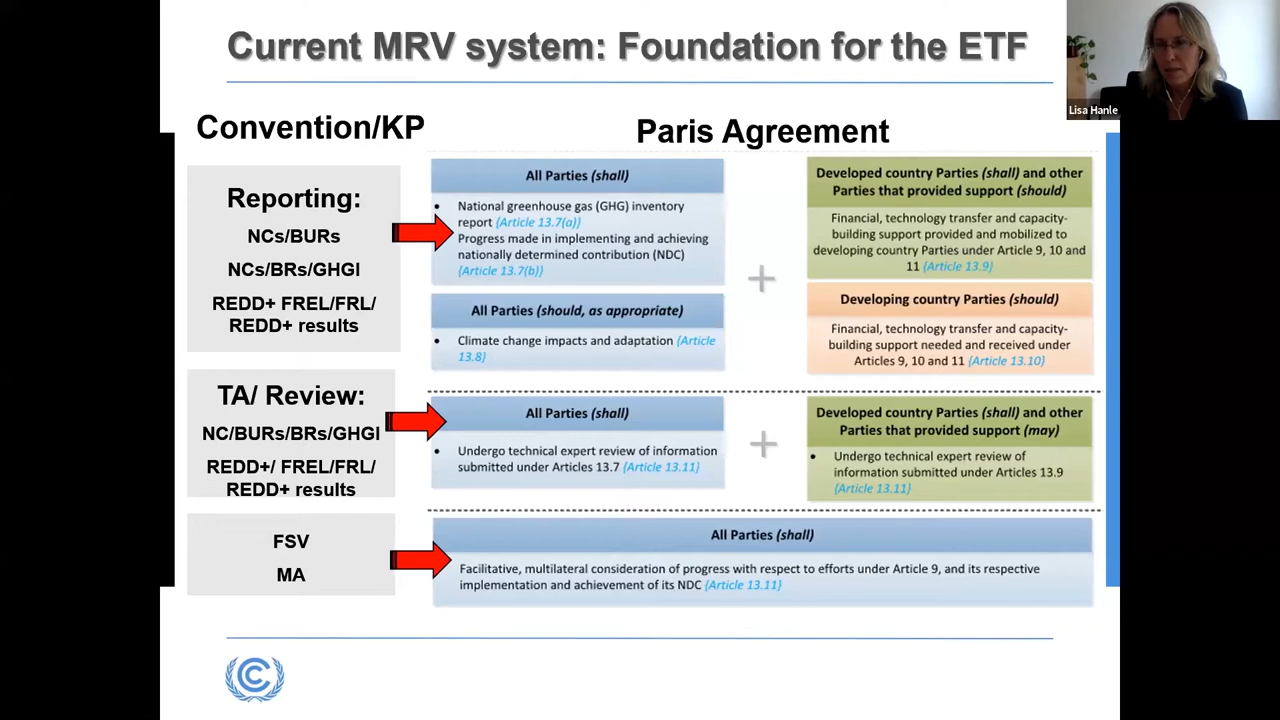 Current MRV system: Foundation for the ETF
Lisa Hanle
Convention/KP
Paris Agreement
Reporting:
NCs/BURs
NCs/BRs/GHGI
REDD+ FREL/FRL/
REDD+ results
All Parties (shall)
• National greenhouse gas (GHG) inventory
report {Article 13.7(a)}
Progress made in implementing and achieving
nationally determined contribution (NDC)
{Article 13.7(b)}
All Parties (should, as appropriate)
• Climate change impacts and adaptation {Article
13.8}
+
Developed country Parties (shall) and other
Parties that provided support (should)
Financial, technology transfer and capacity-
building support provided and mobilized to
developing country Parties under Article 9, 10 and
11 {Article 13.9}
Developing country Parties (should)
Financial, technology transfer and capacity-
building support needed and received under
Articles 9, 10 and 11 {Article 13.10}
TA/ Review:
NC/BURs/BRs/GHGI
REDD+/ FREL/FRL/
REDD+ results
All Parties (shall)
• Undergo technical expert review of information
submitted under Articles 13.7 {Article 13.11}
+
Developed country Parties (shall) and other
Parties that provided support (may)
• Undergo technical expert review of
information submitted under Articles 13.9
{Article 13.11}
FSV
MA
All Parties (shall)
Facilitative, multilateral consideration of progress with respect to efforts under Article 9, and its respective
implementation and achievement of its NDC {Article 13.11}